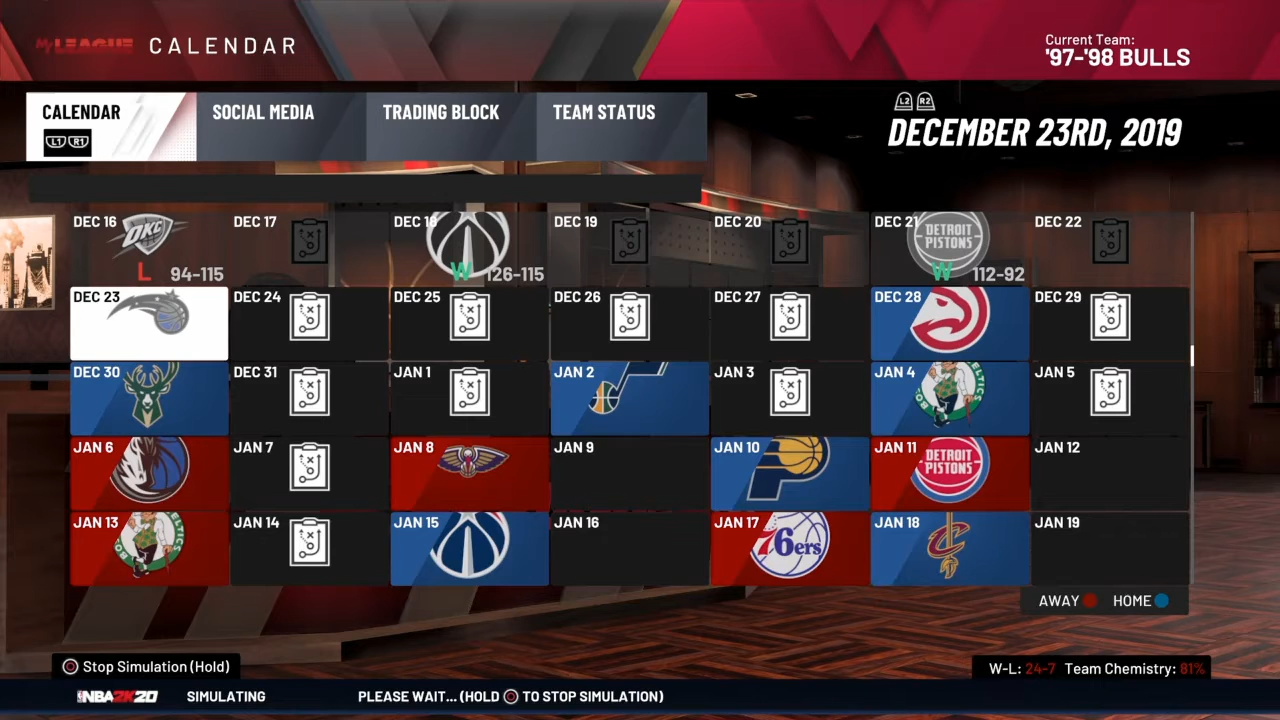 MYLEAGUE CALENDAR
Current Team:
'97-'98 BULLS
CALENDAR SOCIAL MEDIA TRADING BLOCK TEAM STATUS
L1 R1
L2 R2
DECEMBER 23RD, 2019
DEC 16 DEC 17 DEC 18 DEC 19 DEC 20 DEC 21 DEC 22
OKC DETROIT PISTONS
L 94-115 W 126-115 W 112-92
DEC 23 DEC 24 DEC 25 DEC 26 DEC 27 DEC 28 DEC 29
DEC 30 DEC 31 JAN 1 JAN 2 JAN 3 JAN 4 JAN 5
CELTICS
JAN 6 JAN 7 JAN 8 JAN 9 JAN 10 JAN 11 JAN 12
DETROIT PISTONS
JAN 13 JAN 14 JAN 15 JAN 16 JAN 17 JAN 18 JAN 19
CELTICS 76ers
AWAY HOME
Stop Simulation (Hold)
W-L: 24-7 Team Chemistry: 81%
NBA2K20 SIMULATING PLEASE WAIT... (HOLD TO STOP SIMULATION)